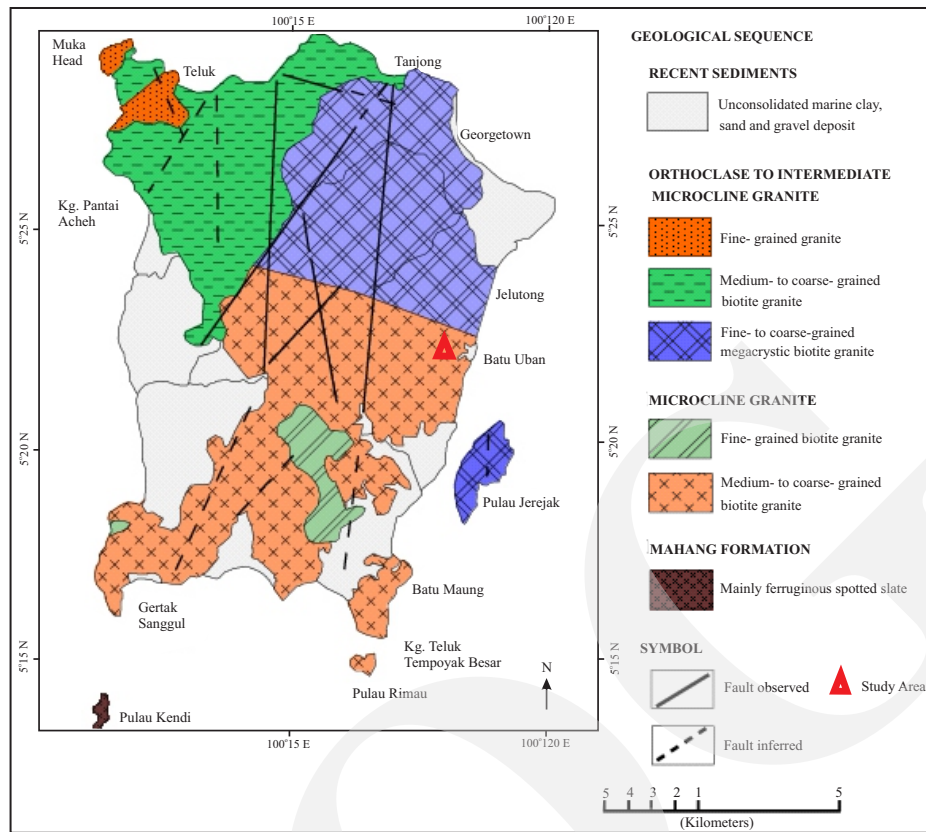 100°15 E
100°120 E
Muka
Head
Teluk
Tanjong
Georgetown
Kg. Pantai
Acheh
5°25 N
5°25 N
Jelutong
Batu Uban
5°20 N
5°20 N
Pulau Jerejak
Batu Maung
Gertak
Sanggul
Kg. Teluk
Tempoyak Besar
5°15 N
5°15 N
Pulau Rimau
N
Pulau Kendi
100°15 E
100°120 E
GEOLOGICAL SEQUENCE
RECENT SEDIMENTS
Unconsolidated marine clay,
sand and gravel deposit
ORTHOCLASE TO INTERMEDIATE
MICROCLINE GRANITE
Fine- grained granite
Medium- to coarse- grained
biotite granite
Fine- to coarse-grained
megacrystic biotite granite
MICROCLINE GRANITE
Fine- grained biotite granite
Medium- to coarse- grained
biotite granite
MAHANG FORMATION
Mainly ferruginous spotted slate
SYMBOL
Fault observed
Study Area
Fault inferred
5 4 3 2 1 5
(Kilometers)